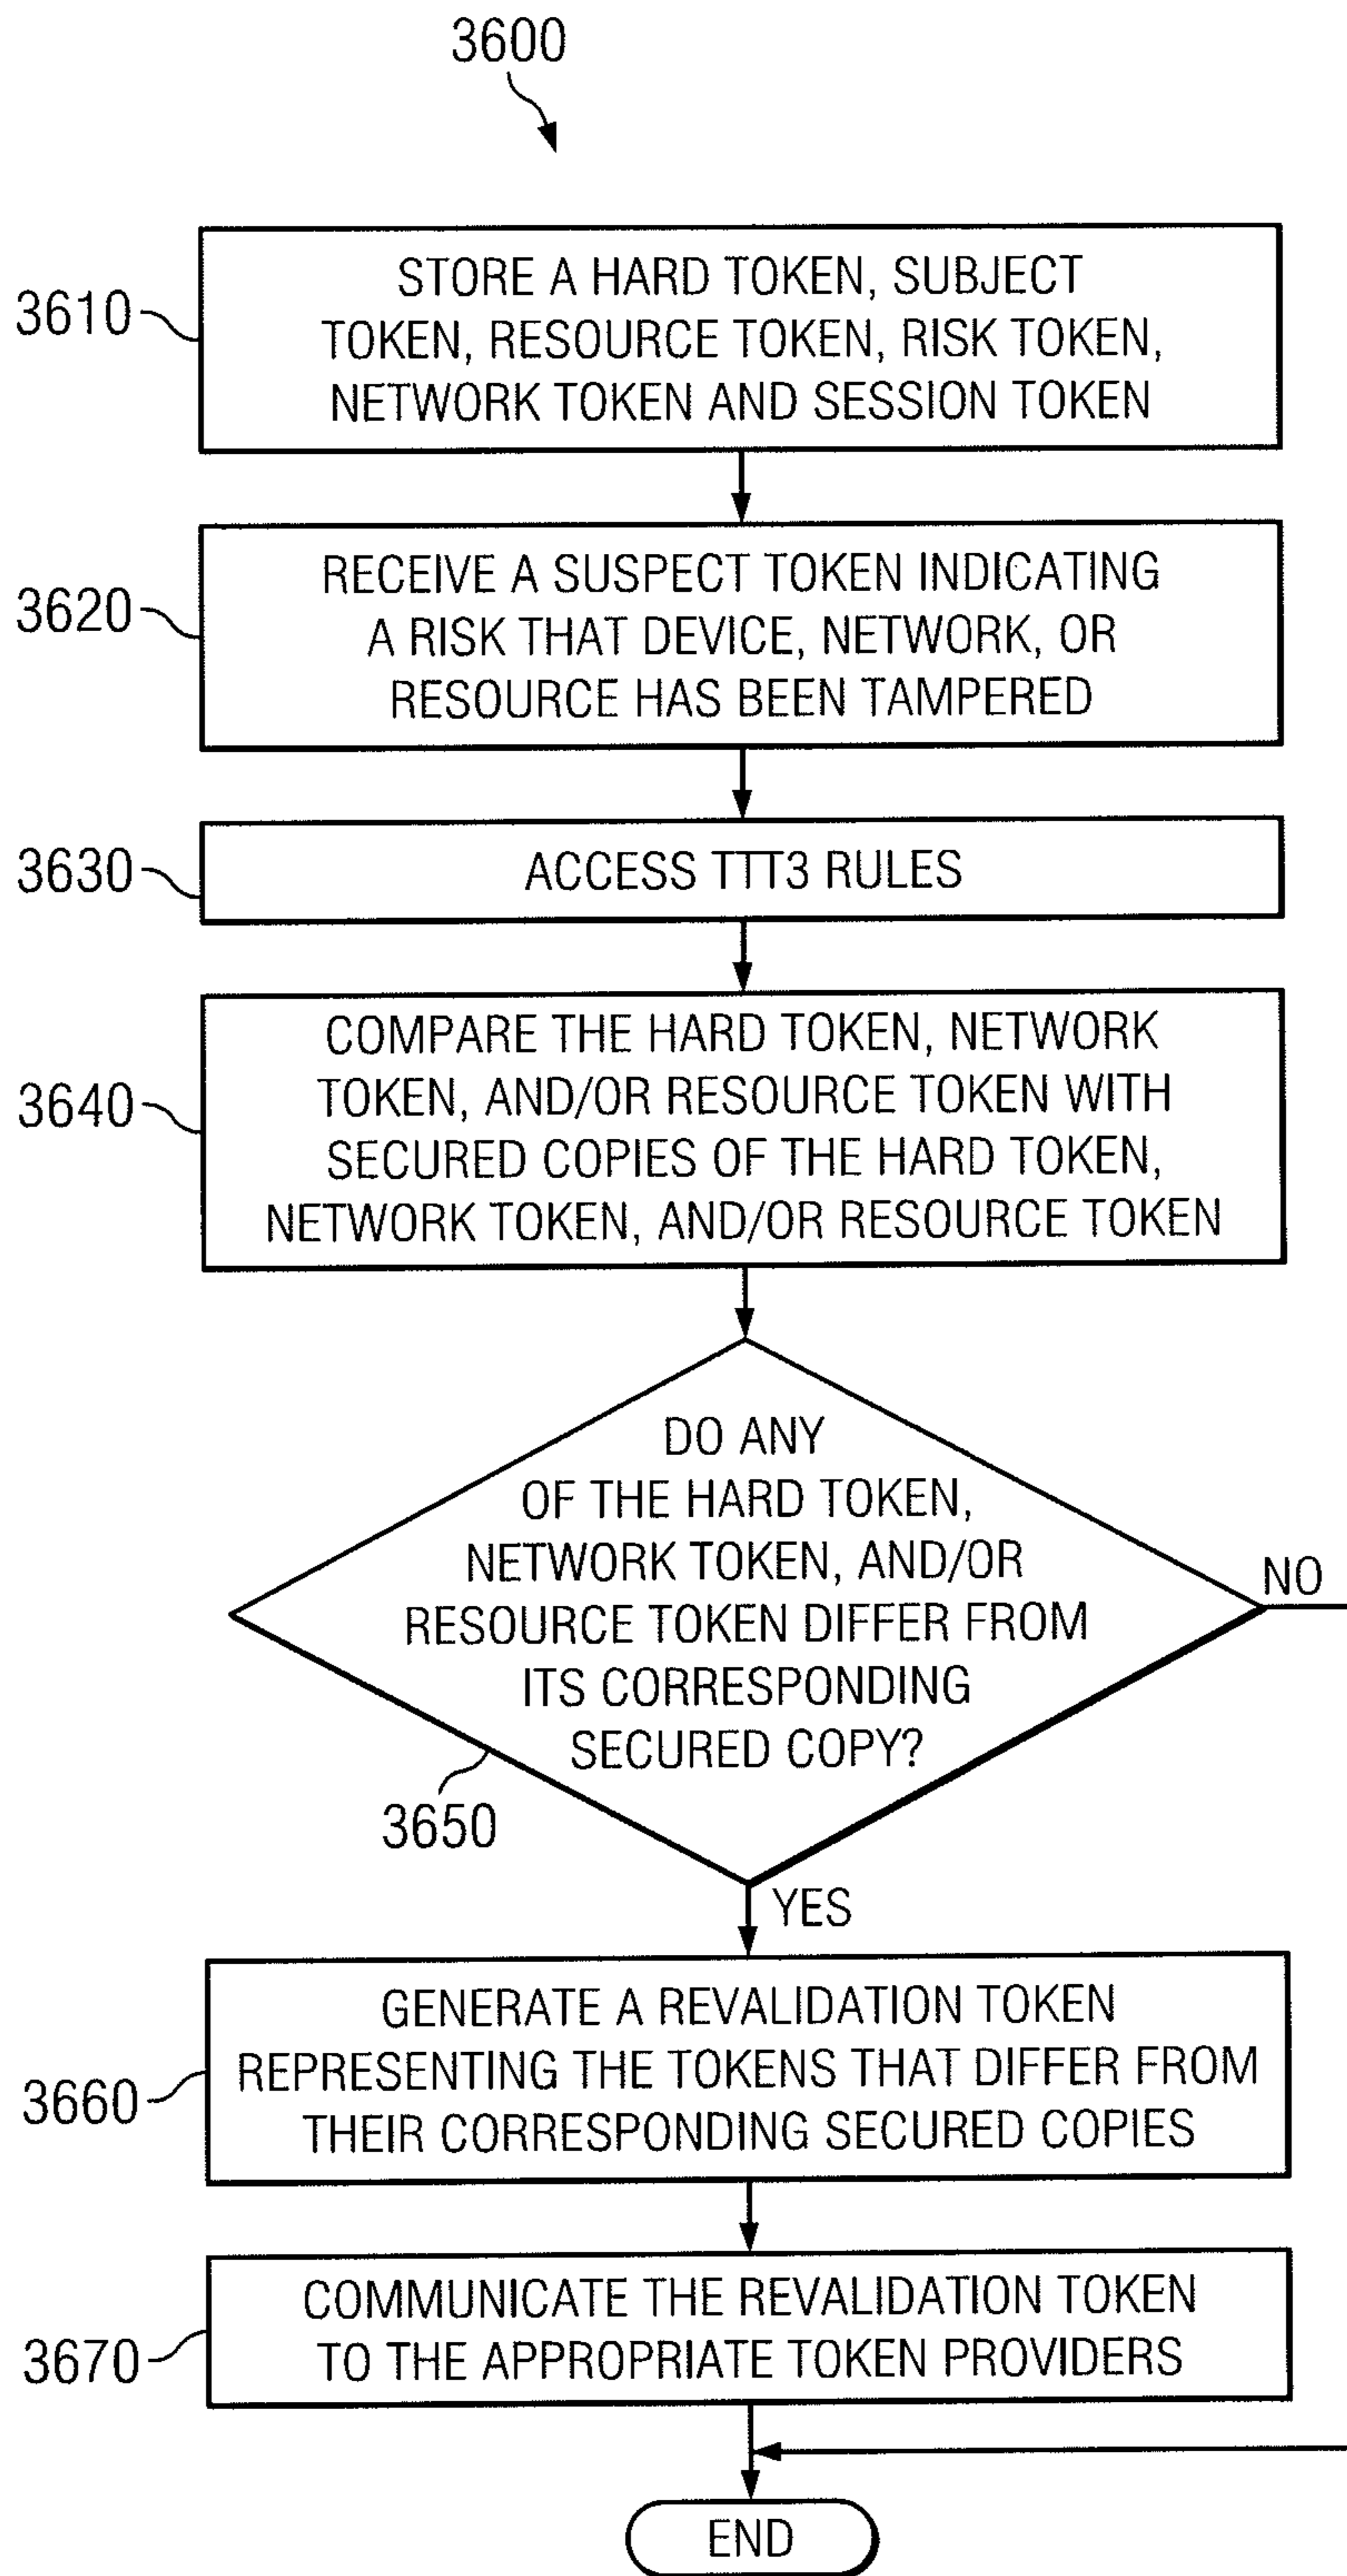 3600
3610
STORE A HARD TOKEN, SUBJECT
TOKEN, RESOURCE TOKEN, RISK TOKEN,
NETWORK TOKEN AND SESSION TOKEN
3620
RECEIVE A SUSPECT TOKEN INDICATING
A RISK THAT DEVICE, NETWORK, OR
RESOURCE HAS BEEN TAMPERED
3630
ACCESS TTT3 RULES
3640
COMPARE THE HARD TOKEN, NETWORK
TOKEN, AND/OR RESOURCE TOKEN WITH
SECURED COPIES OF THE HARD TOKEN,
NETWORK TOKEN, AND/OR RESOURCE TOKEN
DO ANY
OF THE HARD TOKEN,
NETWORK TOKEN, AND/OR
RESOURCE TOKEN DIFFER FROM
ITS CORRESPONDING
SECURED COPY?
NO
3650
YES
3660
GENERATE A REVALIDATION TOKEN
REPRESENTING THE TOKENS THAT DIFFER FROM
THEIR CORRESPONDING SECURED COPIES
3670
COMMUNICATE THE REVALIDATION TOKEN
TO THE APPROPRIATE TOKEN PROVIDERS
END